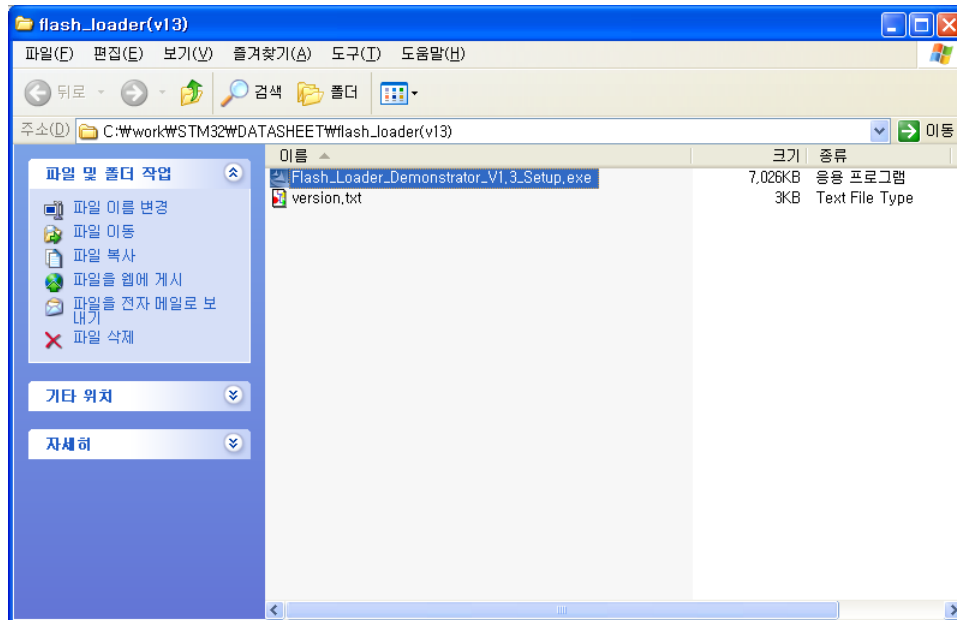 flash_loader(v13)
파일(F) 편집(E) 보기(V) 즐겨찾기(A) 도구(T) 도움말(H)
뒤로 검색 폴더
주소(D) C:₩work₩STM32₩DATASHEET₩flash_loader(v13) 이동
이름 크기 종류
Flash_Loader_Demonstrator_V1,3_Setup,exe 7,026KB 응용 프로그램
version,txt 3KB Text File Type
파일 및 폴더 작업
파일 이름 변경
파일 이동
파일 복사
파일을 웹에 게시
파일을 전자 메일로 보
내기
파일 삭제
기타 위치
자세히